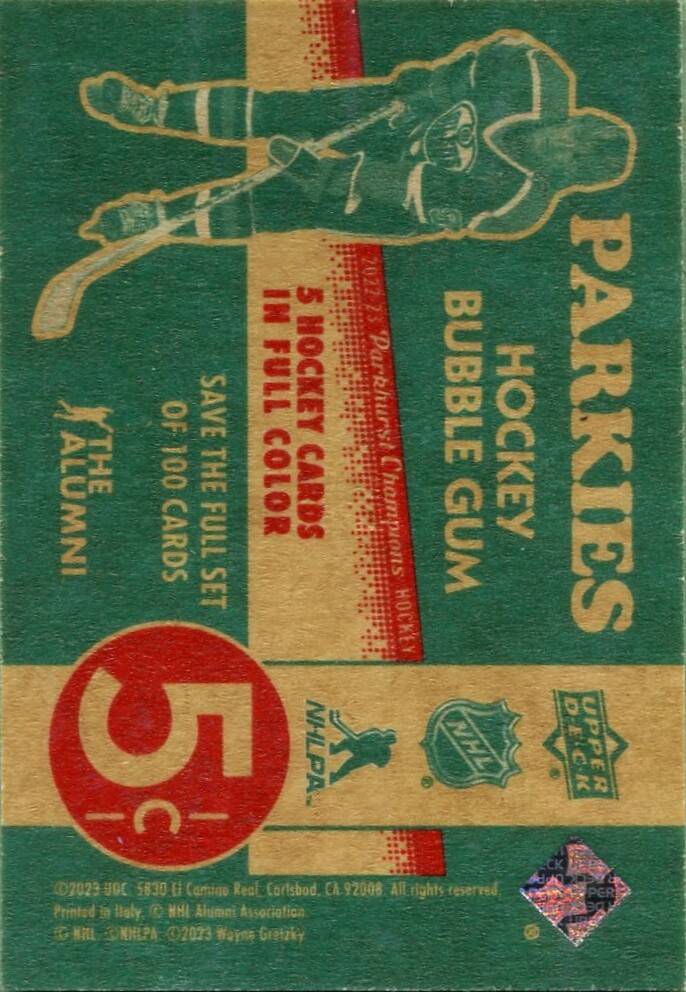 PARKIES
HOCKEY
BUBBLE GUM
2022-23 Parkhurst Champions HOCKEY
5 HOCKEY CARDS
IN FULL COLOR
SAVE THE FULL SET
OF 100 CARDS
THE
ALUMNI
5
C
UPPER
DECK
®
NHL
®
NHLPA™
©2023 UDC 5830 El Camino Real, Carlsbad, CA 92008. All rights reserved.
Printed in Italy. © NHL Alumni Association
© NHL ©NHLPA ©2023 Wayne Gretzky